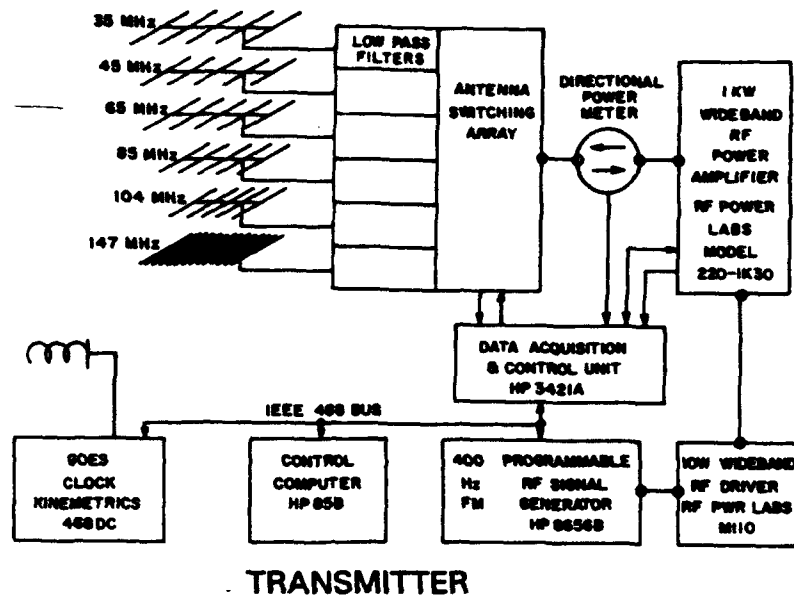 35 MHz
45 MHz
65 MHz
85 MHz
104 MHz
147 MHz
LOW PASS
FILTERS
ANTENNA
SWITCHING
ARRAY
DIRECTIONAL
POWER
METER
1 KW
WIDEBAND
RF
POWER
AMPLIFIER
RF POWER
LABS
MODEL
220-1K30
DATA ACQUISITION
& CONTROL UNIT
HP 3421A
IEEE 488 BUS
GOES
CLOCK
KINEMETRICS
468DC
CONTROL
COMPUTER
HP 85B
400 PROGRAMMABLE
Hz RF SIGNAL
FM GENERATOR
HP 8656B
10W WIDEBAND
RF DRIVER
RF PWR LABS
M110
TRANSMITTER